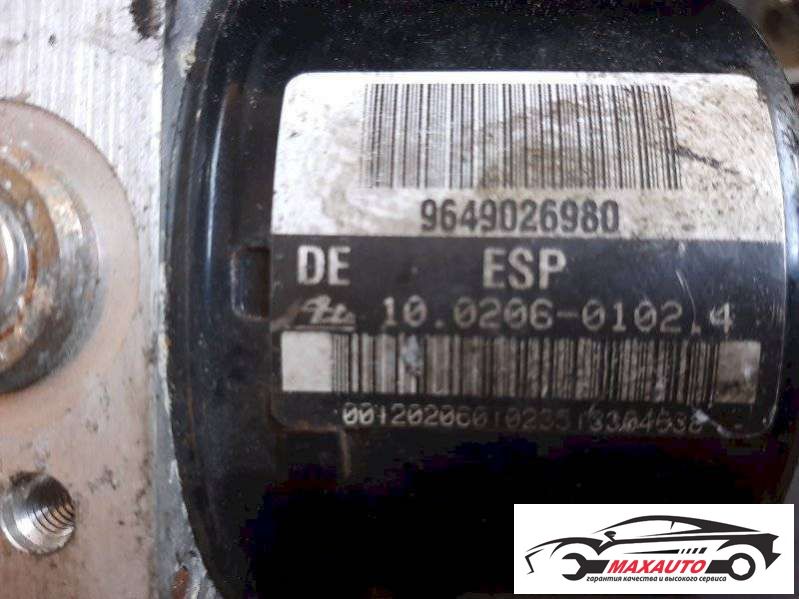 9649026980
DE ESP
10.0206-0102.4
MAXAUTO
гарантия качества и высокого сервиса